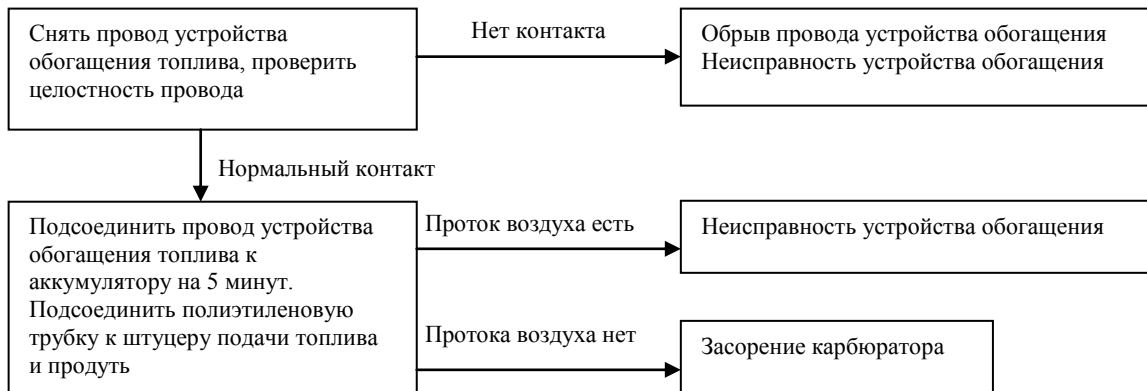 Снять провод устройства
обогащения топлива, проверить
целостность провода
Нет контакта
Обрыв провода устройства обогащения
Неисправность устройства обогащения
Нормальный контакт
Подсоединить провод устройства
обогащения топлива к
аккумулятору на 5 минут.
Подсоединить полиэтиленовую
трубку к штуцеру подачи топлива
и продуть
Проток воздуха есть
Неисправность устройства обогащения
Протока воздуха нет
Засорение карбюратора